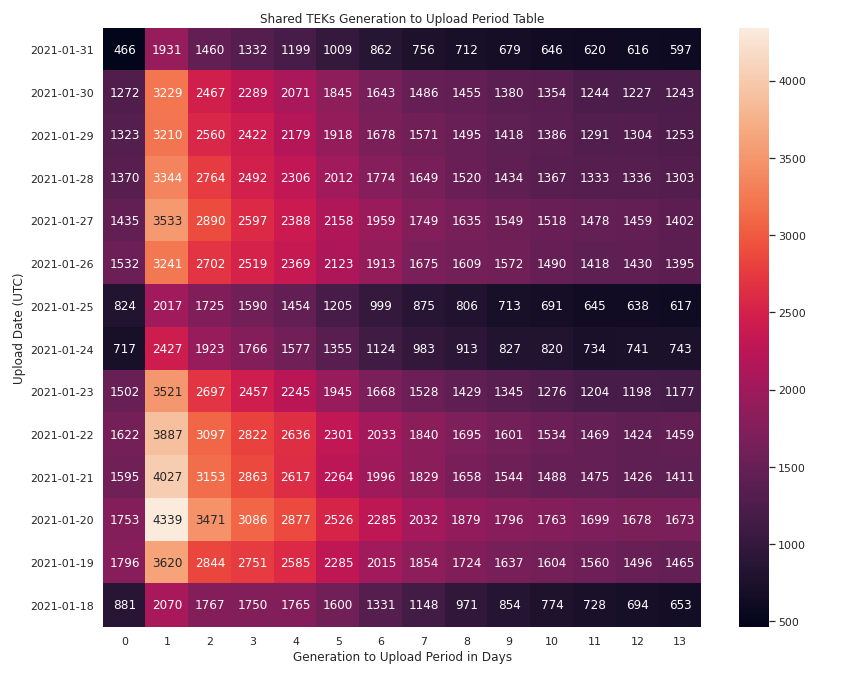 Shared TEKs Generation to Upload Period Table
2021-01-31 466 1931 1460 1332 1199 1009 862 756 712 679 646 620 616 597
2021-01-30 1272 3229 2467 2289 2071 1845 1643 1486 1455 1380 1354 1244 1227 1243
2021-01-29 1323 3210 2560 2422 2179 1918 1678 1571 1495 1418 1386 1291 1304 1253
2021-01-28 1370 3344 2764 2492 2306 2012 1774 1649 1520 1434 1367 1333 1336 1303
2021-01-27 1435 3533 2890 2597 2388 2158 1959 1749 1635 1549 1518 1478 1459 1402
2021-01-26 1532 3241 2702 2519 2369 2123 1913 1675 1609 1572 1490 1418 1430 1395
2021-01-25 824 2017 1725 1590 1454 1205 999 875 806 713 691 645 638 617
2021-01-24 717 2427 1923 1766 1577 1355 1124 983 913 827 820 734 741 743
2021-01-23 1502 3521 2697 2457 2245 1945 1668 1528 1429 1345 1276 1204 1198 1177
2021-01-22 1622 3887 3097 2822 2636 2301 2033 1840 1695 1601 1534 1469 1424 1459
2021-01-21 1595 4027 3153 2863 2617 2264 1996 1829 1658 1544 1488 1475 1426 1411
2021-01-20 1753 4339 3471 3086 2877 2526 2285 2032 1879 1796 1763 1699 1678 1673
2021-01-19 1796 3620 2844 2751 2585 2285 2015 1854 1724 1637 1604 1560 1496 1465
2021-01-18 881 2070 1767 1750 1765 1600 1331 1148 971 854 774 728 694 653
0 1 2 3 4 5 6 7 8 9 10 11 12 13
Generation to Upload Period in Days
Upload Date (UTC)
4000
3500
3000
2500
2000
1500
1000
500